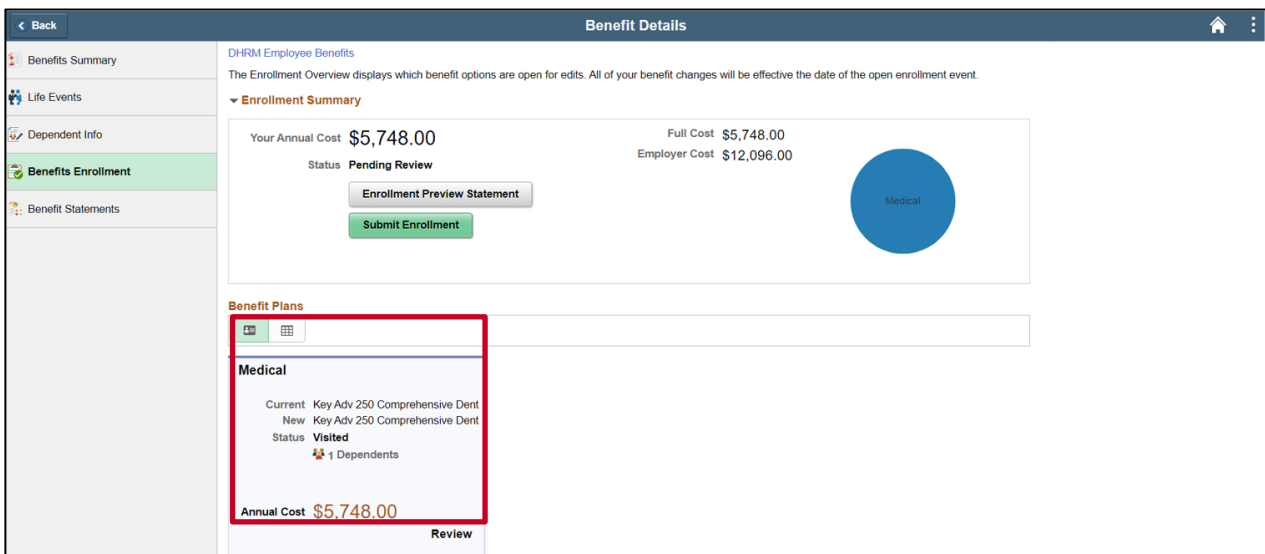 Back
Benefit Details
Benefits Summary
Life Events
Dependent Info
Benefits Enrollment
Benefit Statements
DHRM Employee Benefits
The Enrollment Overview displays which benefit options are open for edits. All of your benefit changes will be effective the date of the open enrollment event.
Enrollment Summary
Your Annual Cost $5,748.00
Status Pending Review
Enrollment Preview Statement
Submit Enrollment
Full Cost $5,748.00
Employer Cost $12,096.00
Medical
Benefit Plans
Medical
Current Key Adv 250 Comprehensive Dent
New Key Adv 250 Comprehensive Dent
Status Visited
1 Dependents
Annual Cost $5,748.00
Review